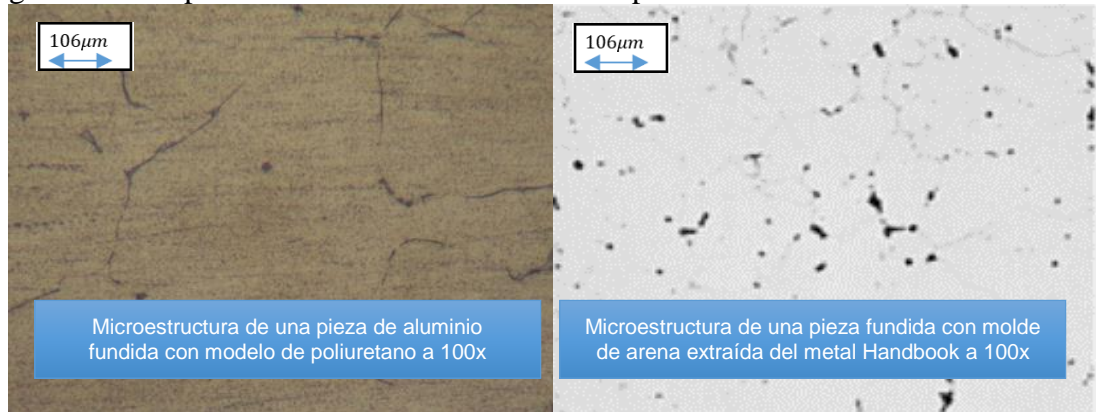 106μm
106μm
Microestructura de una pieza de aluminio
fundida con modelo de poliuretano a 100x
Microestructura de una pieza fundida con molde
de arena extraída del metal Handbook a 100x